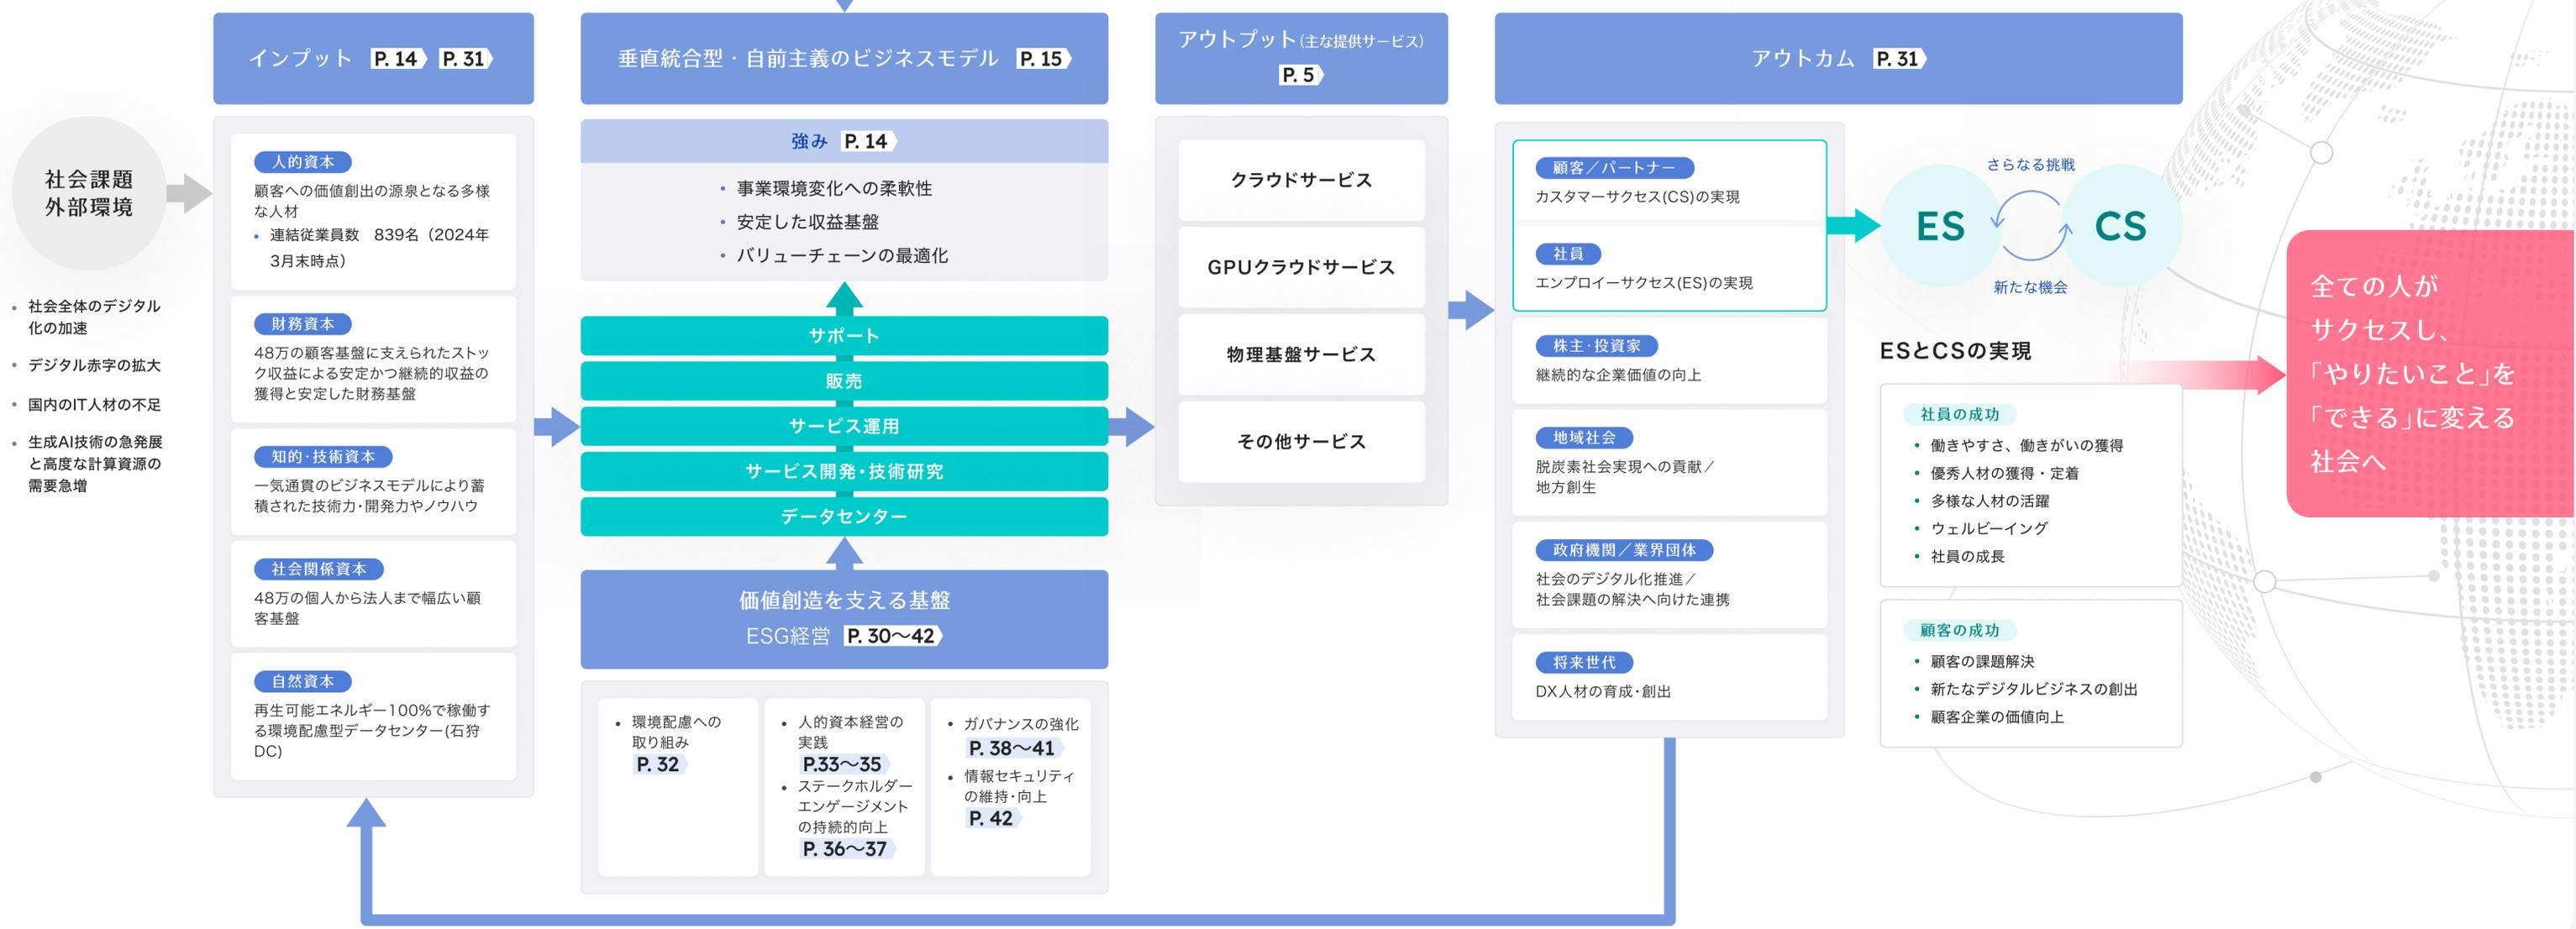 社会課題
外部環境
• 社会全体のデジタル
化の加速
• デジタル赤字の拡大
• 国内のIT人材の不足
• 生成AI技術の急発展
と高度な計算資源の
需要急増
インプット P. 14 P. 31
人的資本
顧客への価値創出の源泉となる多様
な人材
• 連結従業員数 839名（2024年
3月末時点）
財務資本
48万の顧客基盤に支えられたストッ
ク収益による安定かつ継続的収益の
獲得と安定した財務基盤
知的・技術資本
一気通貫のビジネスモデルにより蓄
積された技術力・開発力やノウハウ
社会関係資本
48万の個人から法人まで幅広い顧
客基盤
自然資本
再生可能エネルギー100%で稼働す
る環境配慮型データセンター(石狩
DC)
垂直統合型・自前主義のビジネスモデル P. 15
強み P. 14
• 事業環境変化への柔軟性
• 安定した収益基盤
• バリューチェーンの最適化
サポート
販売
サービス運用
サービス開発・技術研究
データセンター
価値創造を支える基盤
ESG経営 P. 30～42
• 環境配慮への
取り組み
P. 32
• 人的資本経営の
実践
P.33～35
• ステークホルダー
エンゲージメント
の持続的向上
P. 36～37
• ガバナンスの強化
P. 38～41
• 情報セキュリティ
の維持・向上
P. 42
アウトプット（主な提供サービス）
P. 5
クラウドサービス
GPUクラウドサービス
物理基盤サービス
その他サービス
アウトカム P. 31
顧客／パートナー
カスタマーサクセス(CS)の実現
社員
エンプロイーサクセス(ES)の実現
株主・投資家
継続的な企業価値の向上
地域社会
脱炭素社会実現への貢献／
地方創生
政府機関／業界団体
社会のデジタル化推進／
社会課題の解決へ向けた連携
将来世代
DX人材の育成・創出
さらなる挑戦
ES CS
新たな機会
ESとCSの実現
社員の成功
• 働きやすさ、働きがいの獲得
• 優秀人材の獲得・定着
• 多様な人材の活躍
• ウェルビーイング
• 社員の成長
顧客の成功
• 顧客の課題解決
• 新たなデジタルビジネスの創出
• 顧客企業の価値向上
全ての人が
サクセスし、
「やりたいこと」を
「できる」に変える
社会へ